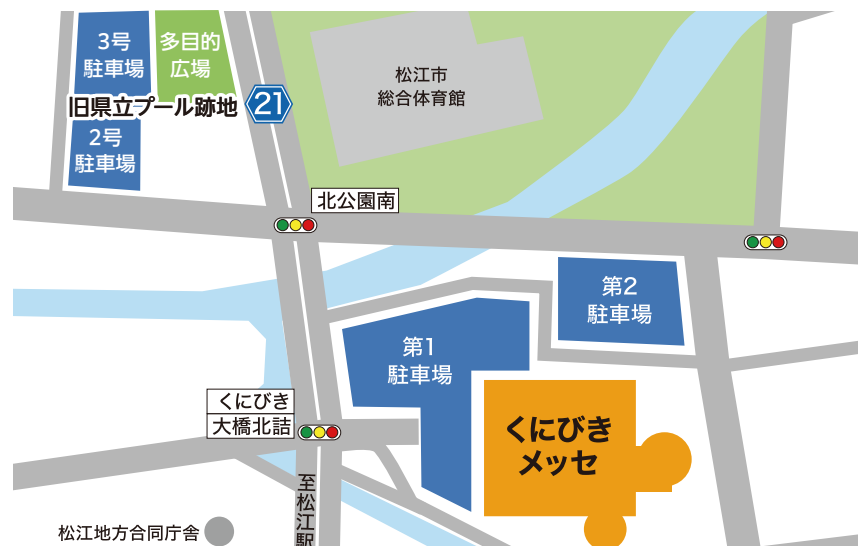 3号
駐車場
多目的
広場
旧県立プール跡地
21
2号
駐車場
松江市
総合体育館
北公園南
第2
駐車場
第1
駐車場
くにびき
大橋北詰
くにびき
メッセ
至松江駅
松江地方合同庁舎